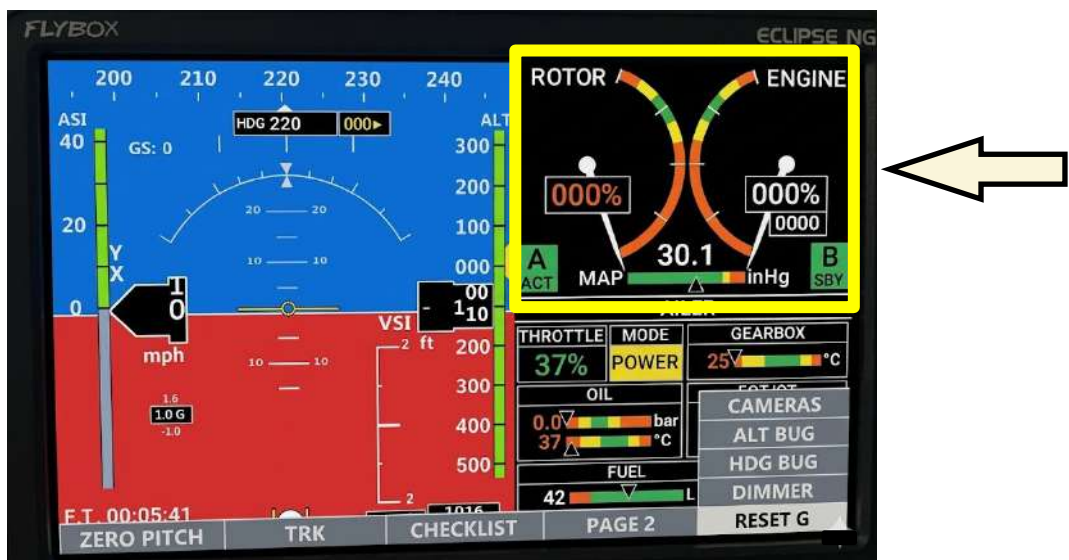 FLYBOX
ECLIPSE NG
200 210 220 230 240
ROTOR ENGINE
ASI HDG 220 000▸ ALT
40 GS: 0 300
000% 000%
0000
200
20 20
20 100
Y
X
10 10 000
A 30.1 B
ACT MAP inHg SBY
1
0 0 00
- 1 10
VSI
THROTTLE MODE GEARBOX
mph 2 ft 200
10 10
37% POWER 25 °C
1.6 300 OIL
1.0 G CAMERAS
-1.0 400 0.0 bar
37 °C ALT BUG
500 HDG BUG
FUEL
2 42 L DIMMER
F.T. 00:05:41 RESET G
ZERO PITCH TRK CHECKLIST PAGE 2